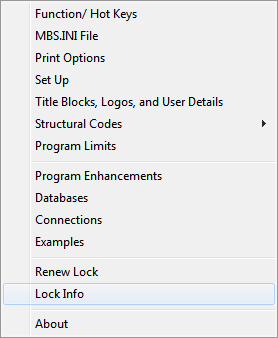 Function/ Hot Keys
MBS.INI File
Print Options
Set Up
Title Blocks, Logos, and User Details
Structural Codes
Program Limits
Program Enhancements
Databases
Connections
Examples
Renew Lock
Lock Info
About